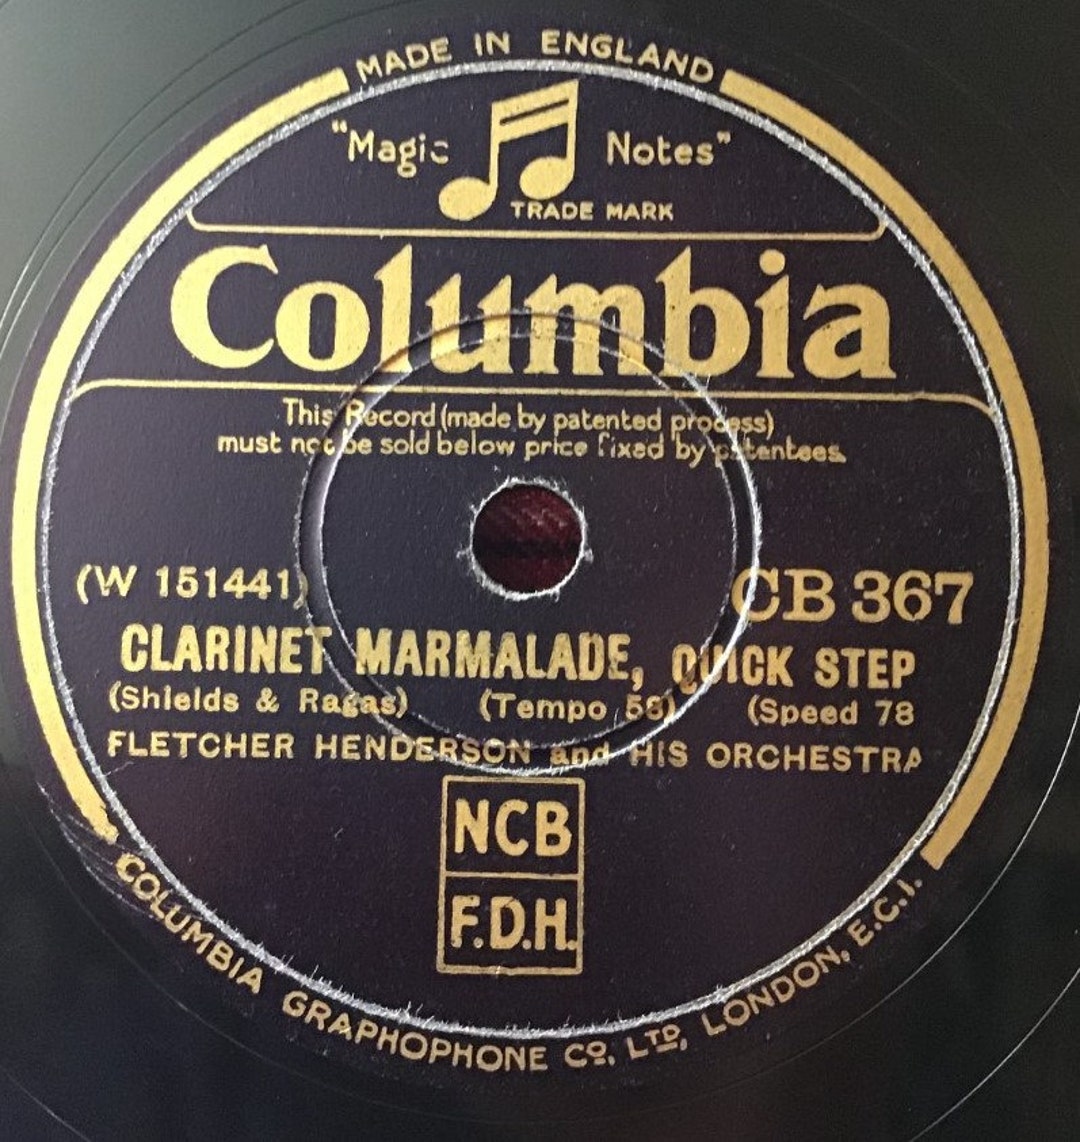 MADE IN ENGLAND
"Magic Notes"
TRADE MARK
Columbia
This Record (made by patented process)
must not be sold below price fixed by patentees.
(W 151441) CB 367
CLARINET MARMALADE, QUICK STEP
(Shields & Ragas) (Tempo 58) (Speed 78
FLETCHER HENDERSON and HIS ORCHESTRA
NCB
F.D.H.
COLUMBIA GRAPHOPHONE CO. LTD, LONDON, E.C.I.